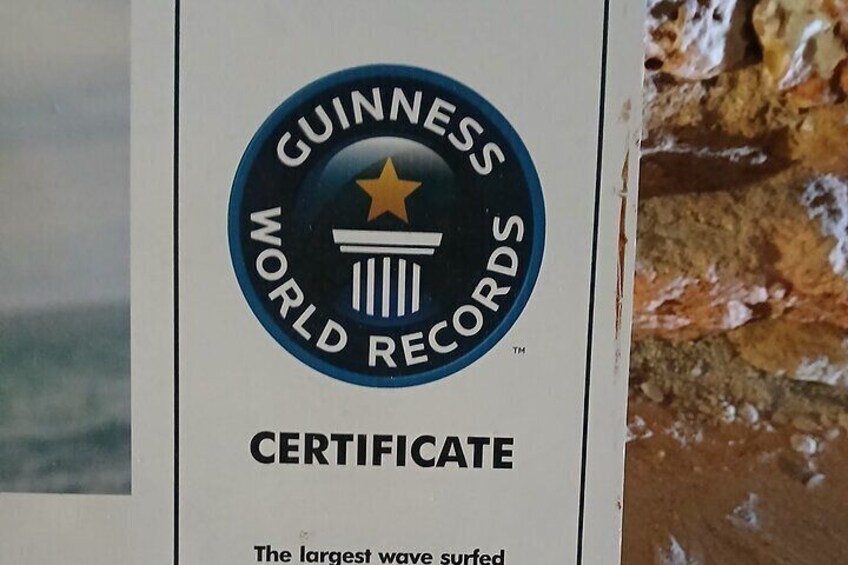 GUINNESS
WORLD RECORDS
TM
CERTIFICATE
The largest wave surfed